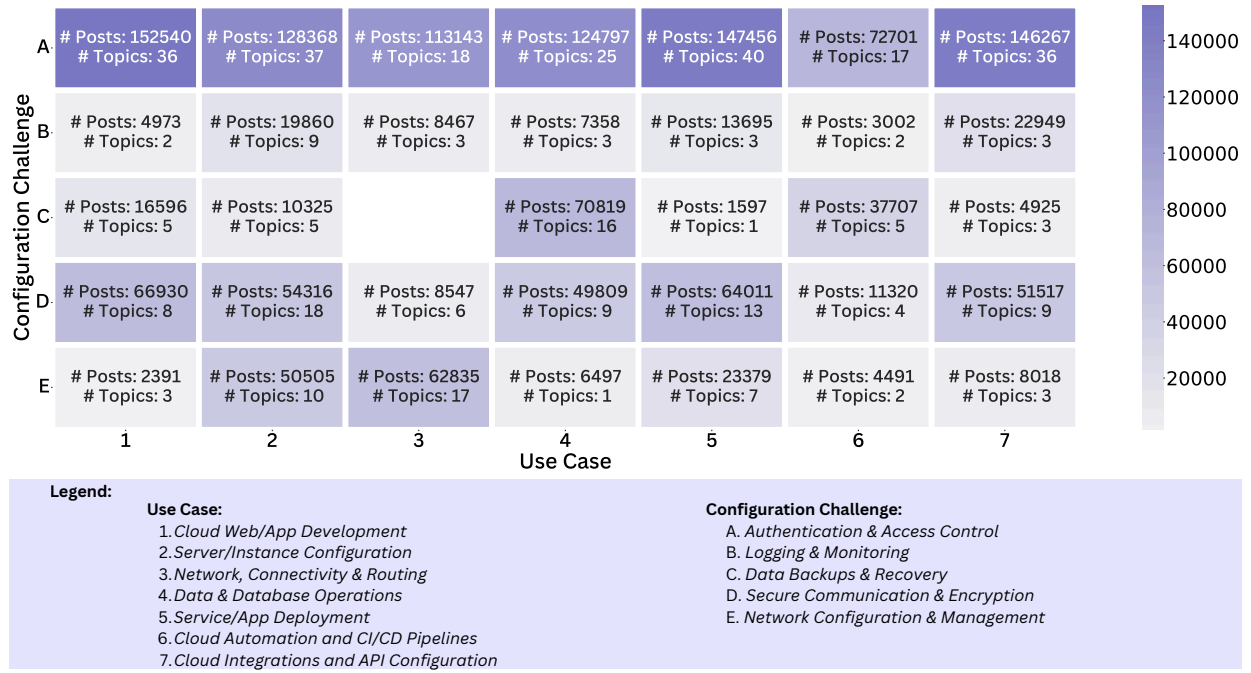 # Posts: 152540 # Posts: 128368 # Posts: 113143 # Posts: 124797 # Posts: 147456 # Posts: 72701 # Posts: 146267
A
# Topics: 36 # Topics: 37 # Topics: 18 # Topics: 25 # Topics: 40 # Topics: 17 # Topics: 36
# Posts: 4973 # Posts: 19860 # Posts: 8467 # Posts: 7358 # Posts: 13695 # Posts: 3002 # Posts: 22949
B
# Topics: 2 # Topics: 9 # Topics: 3 # Topics: 3 # Topics: 3 # Topics: 2 # Topics: 3
# Posts: 16596 # Posts: 10325 # Posts: 70819 # Posts: 1597 # Posts: 37707 # Posts: 4925
C
# Topics: 5 # Topics: 5 # Topics: 16 # Topics: 1 # Topics: 5 # Topics: 3
# Posts: 66930 # Posts: 54316 # Posts: 8547 # Posts: 49809 # Posts: 64011 # Posts: 11320 # Posts: 51517
D
# Topics: 8 # Topics: 18 # Topics: 6 # Topics: 9 # Topics: 13 # Topics: 4 # Topics: 9
# Posts: 2391 # Posts: 50505 # Posts: 62835 # Posts: 6497 # Posts: 23379 # Posts: 4491 # Posts: 8018
E
# Topics: 3 # Topics: 10 # Topics: 17 # Topics: 1 # Topics: 7 # Topics: 2 # Topics: 3
Configuration Challenge
1 2 3 4 5 6 7
Use Case
140000
120000
100000
80000
60000
40000
20000
Legend:
Use Case:
1. Cloud Web/App Development
2. Server/Instance Configuration
3. Network, Connectivity & Routing
4. Data & Database Operations
5. Service/App Deployment
6. Cloud Automation and CI/CD Pipelines
7. Cloud Integrations and API Configuration
Configuration Challenge:
A. Authentication & Access Control
B. Logging & Monitoring
C. Data Backups & Recovery
D. Secure Communication & Encryption
E. Network Configuration & Management